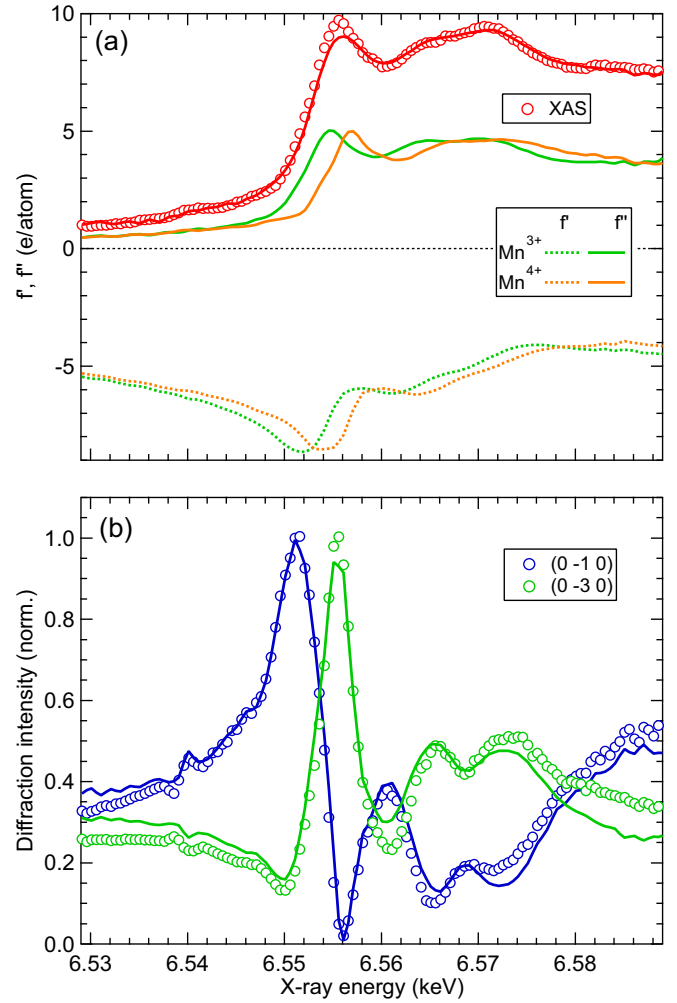 (a)
10
5
0
-5
f', f'' (e/atom)
XAS
f' f''
Mn3+
Mn4+
(b)
1.0
0.8
0.6
0.4
0.2
0.0
Diffraction intensity (norm.)
(0 -1 0)
(0 -3 0)
6.53 6.54 6.55 6.56 6.57 6.58
X-ray energy (keV)